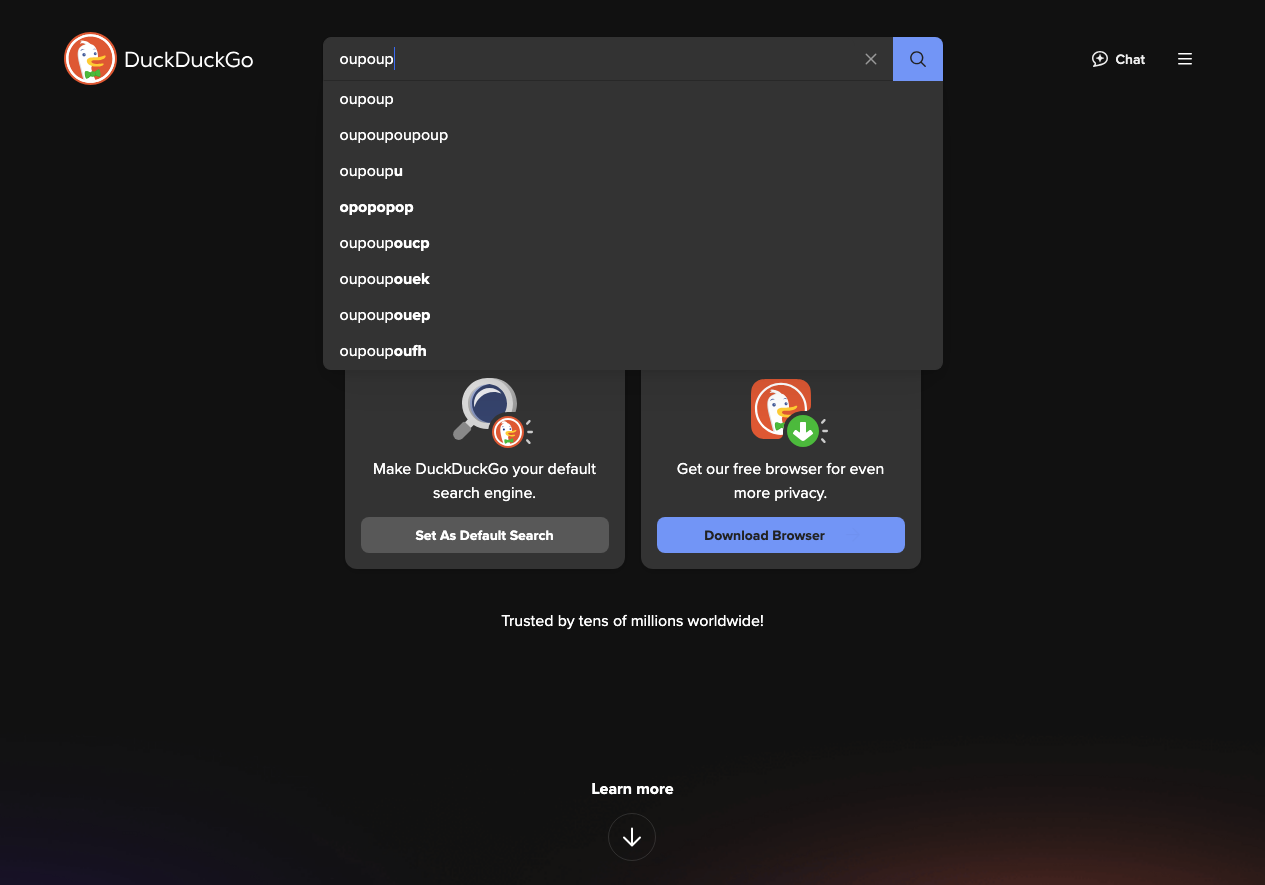 DuckDuckGo
oupoup
Chat
oupoup
oupoupoupoup
oupoupu
opopopop
oupoupoucp
oupoupouek
oupoupouep
oupoupoufh
Make DuckDuckGo your default
search engine.
Set As Default Search
Get our free browser for even
more privacy.
Download Browser
Trusted by tens of millions worldwide!
Learn more